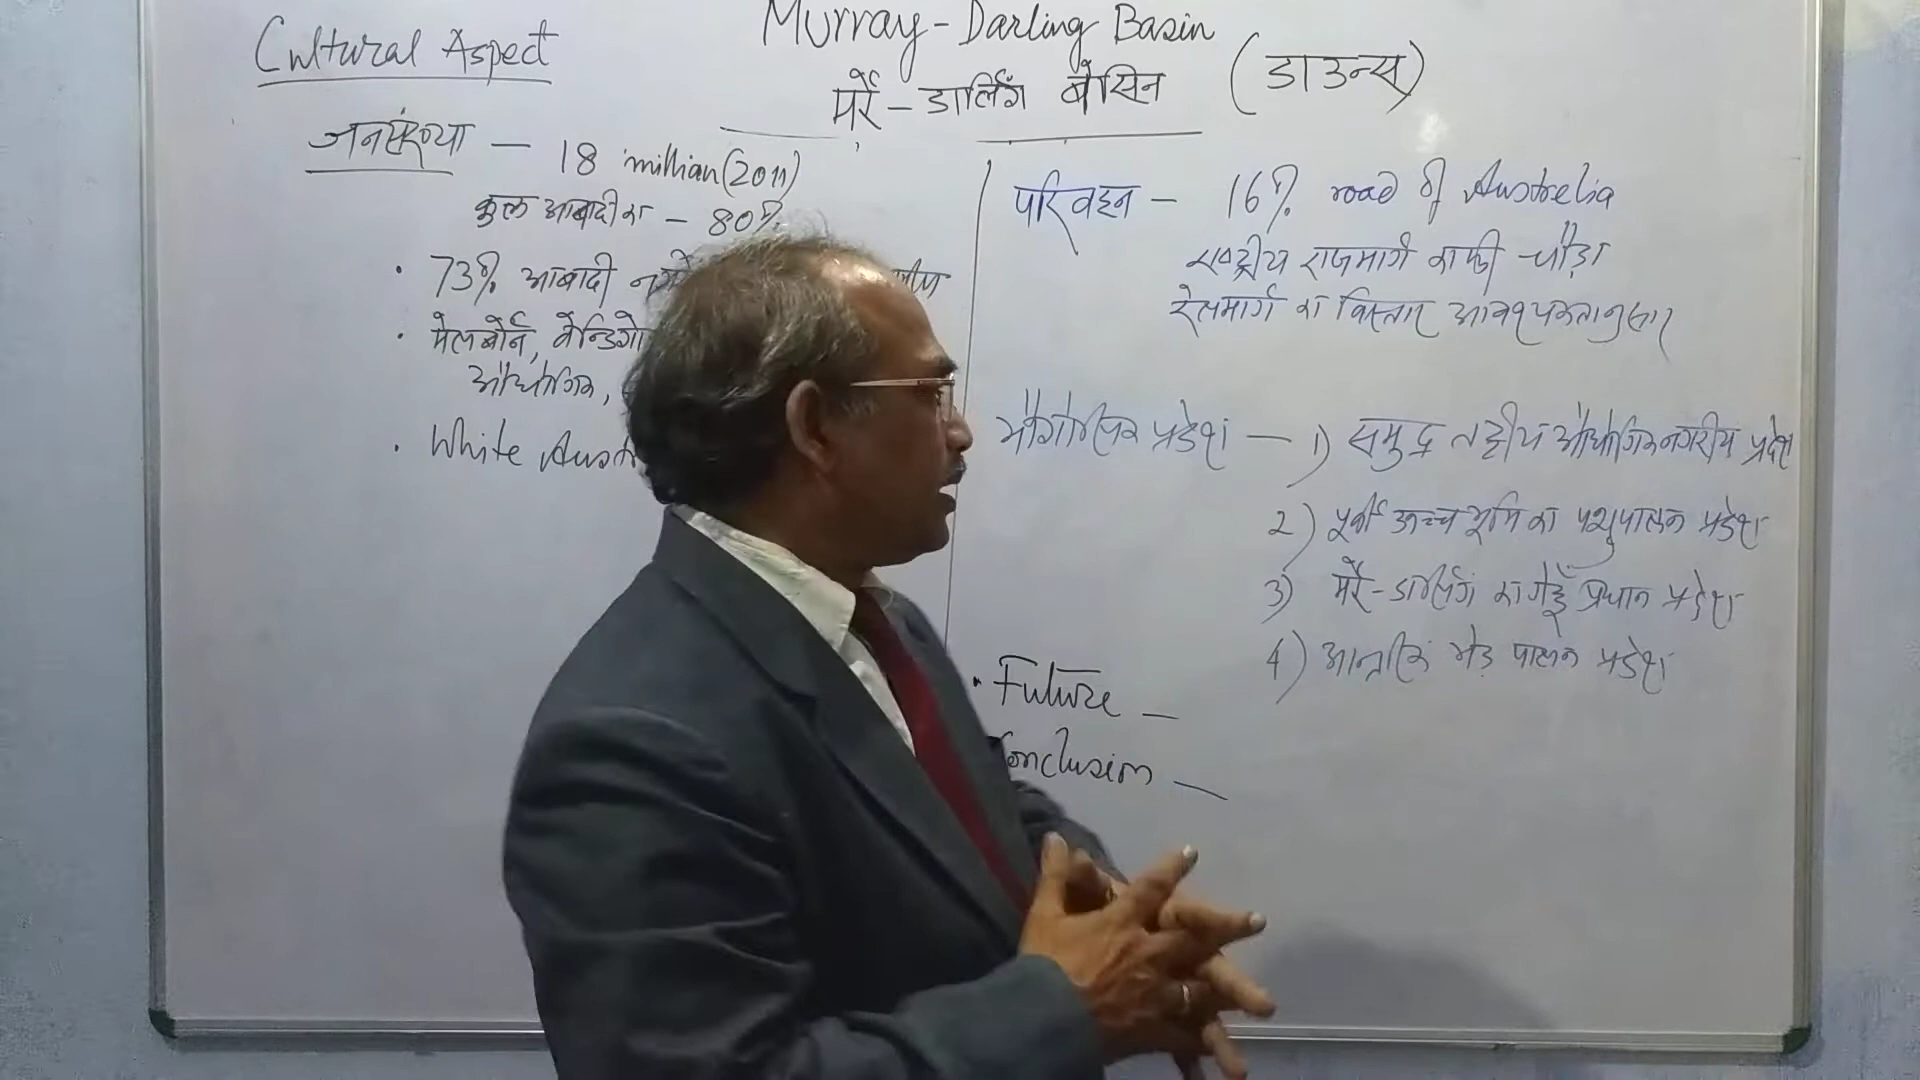 Murray-Darling Basin
मर्रे-डार्लिंग बेसिन (डाउन्स)
Cultural Aspect
जनसंख्या - 18 million (2011)
कुल आबादी का - 80%
• 73% आबादी
• मेलबोर्न, बेन्डिगो
औद्योगिक,
• White Aust
परिवहन - 16% road of Australia
राष्ट्रीय राजमार्ग काफी चौड़ा
रेलमार्ग का विस्तार आवश्यकतानुसार
भौगोलिक प्रदेश - 1) समुद्र तटीय औद्योगिक नगरीय प्रदेश
2) पूर्वी उच्च भूमि का पशुपालन प्रदेश
3) मर्रे-डार्लिंग का गेहूँ प्रधान प्रदेश
4) आन्तरिक भेड़ पालन प्रदेश
• Future -
Conclusion -